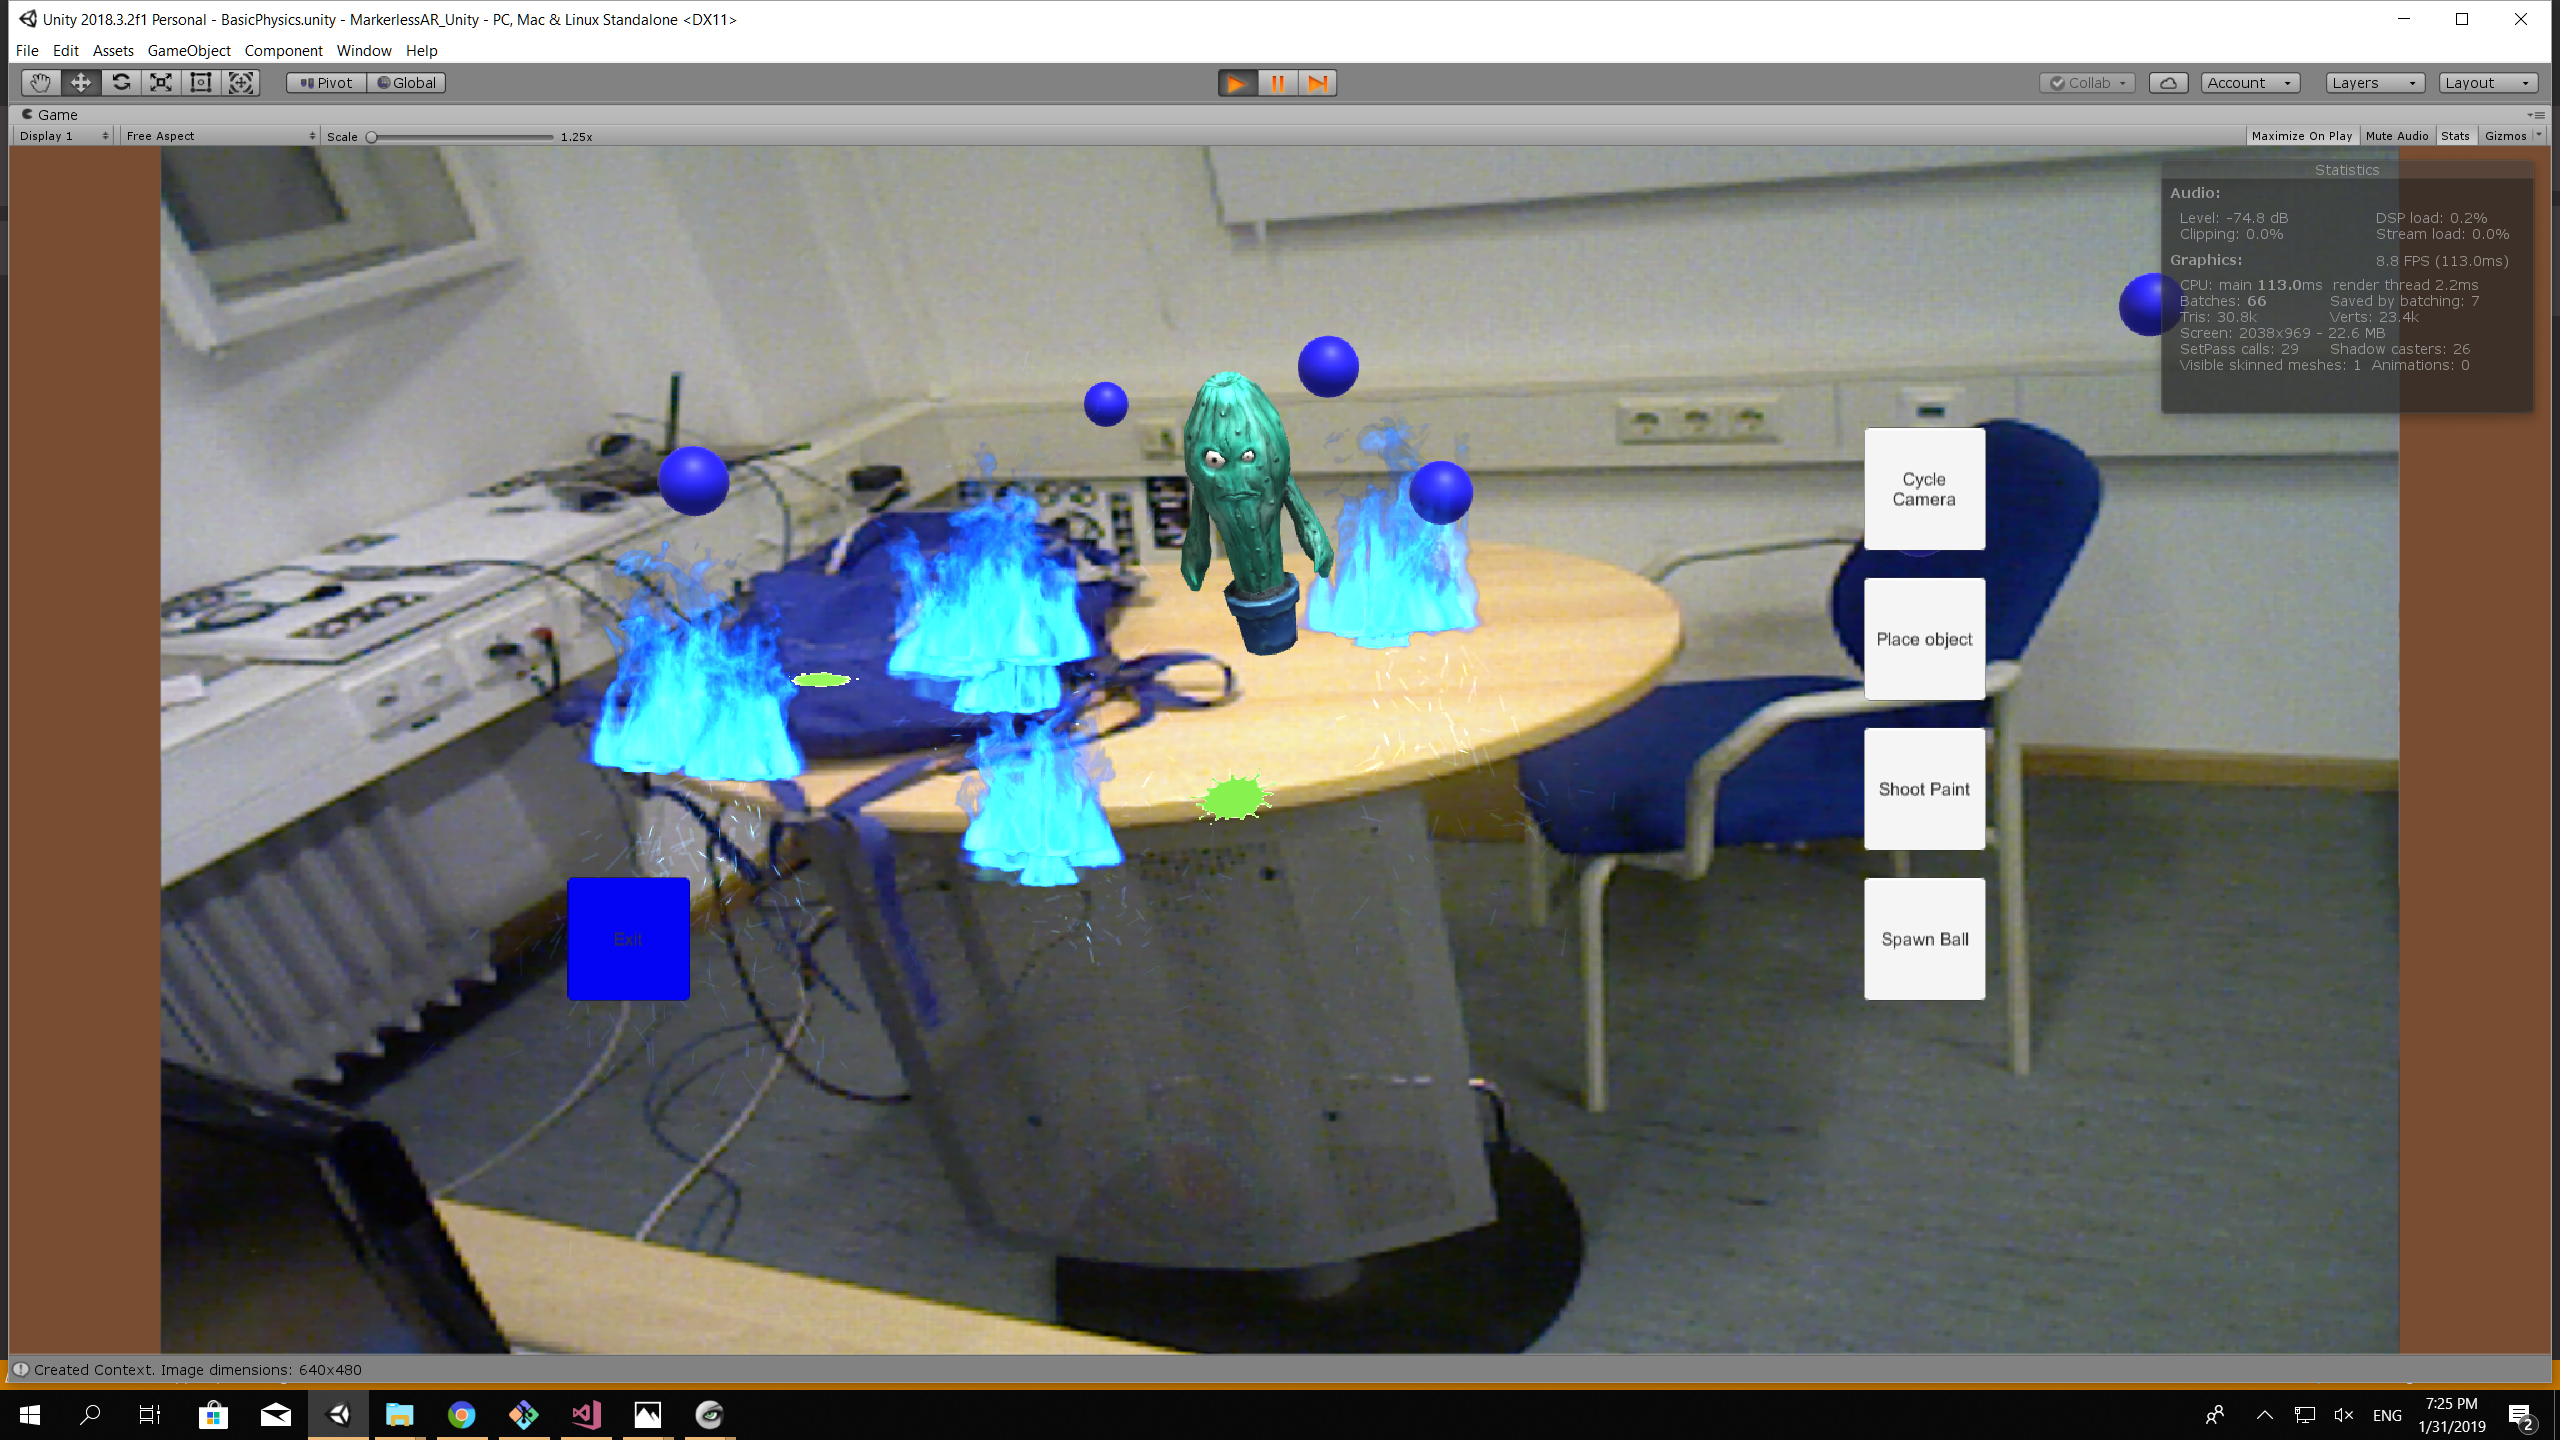 Unity 2018.3.2f1 Personal - BasicPhysics.unity - MarkerlessAR_Unity - PC, Mac & Linux Standalone <DX11>
File Edit Assets GameObject Component Window Help
Pivot Global Collab Account Layers Layout
Game
Display 1 Free Aspect Scale 1.25x Maximize On Play Mute Audio Stats Gizmos
Statistics
Audio:
Level: -74.8 dB DSP load: 0.2%
Clipping: 0.0% Stream load: 0.0%
Graphics: 8.8 FPS (113.0ms)
CPU: main 113.0ms render thread 2.2ms
Batches: 66 Saved by batching: 7
Tris: 30.8k Verts: 23.4k
Screen: 2038x969 - 22.6 MB
SetPass calls: 29 Shadow casters: 26
Visible skinned meshes: 1 Animations: 0
Cycle
Camera
Place object
Shoot Paint
Exit
Spawn Ball
Created Context. Image dimensions: 640x480
ENG
7:25 PM
1/31/2019
2